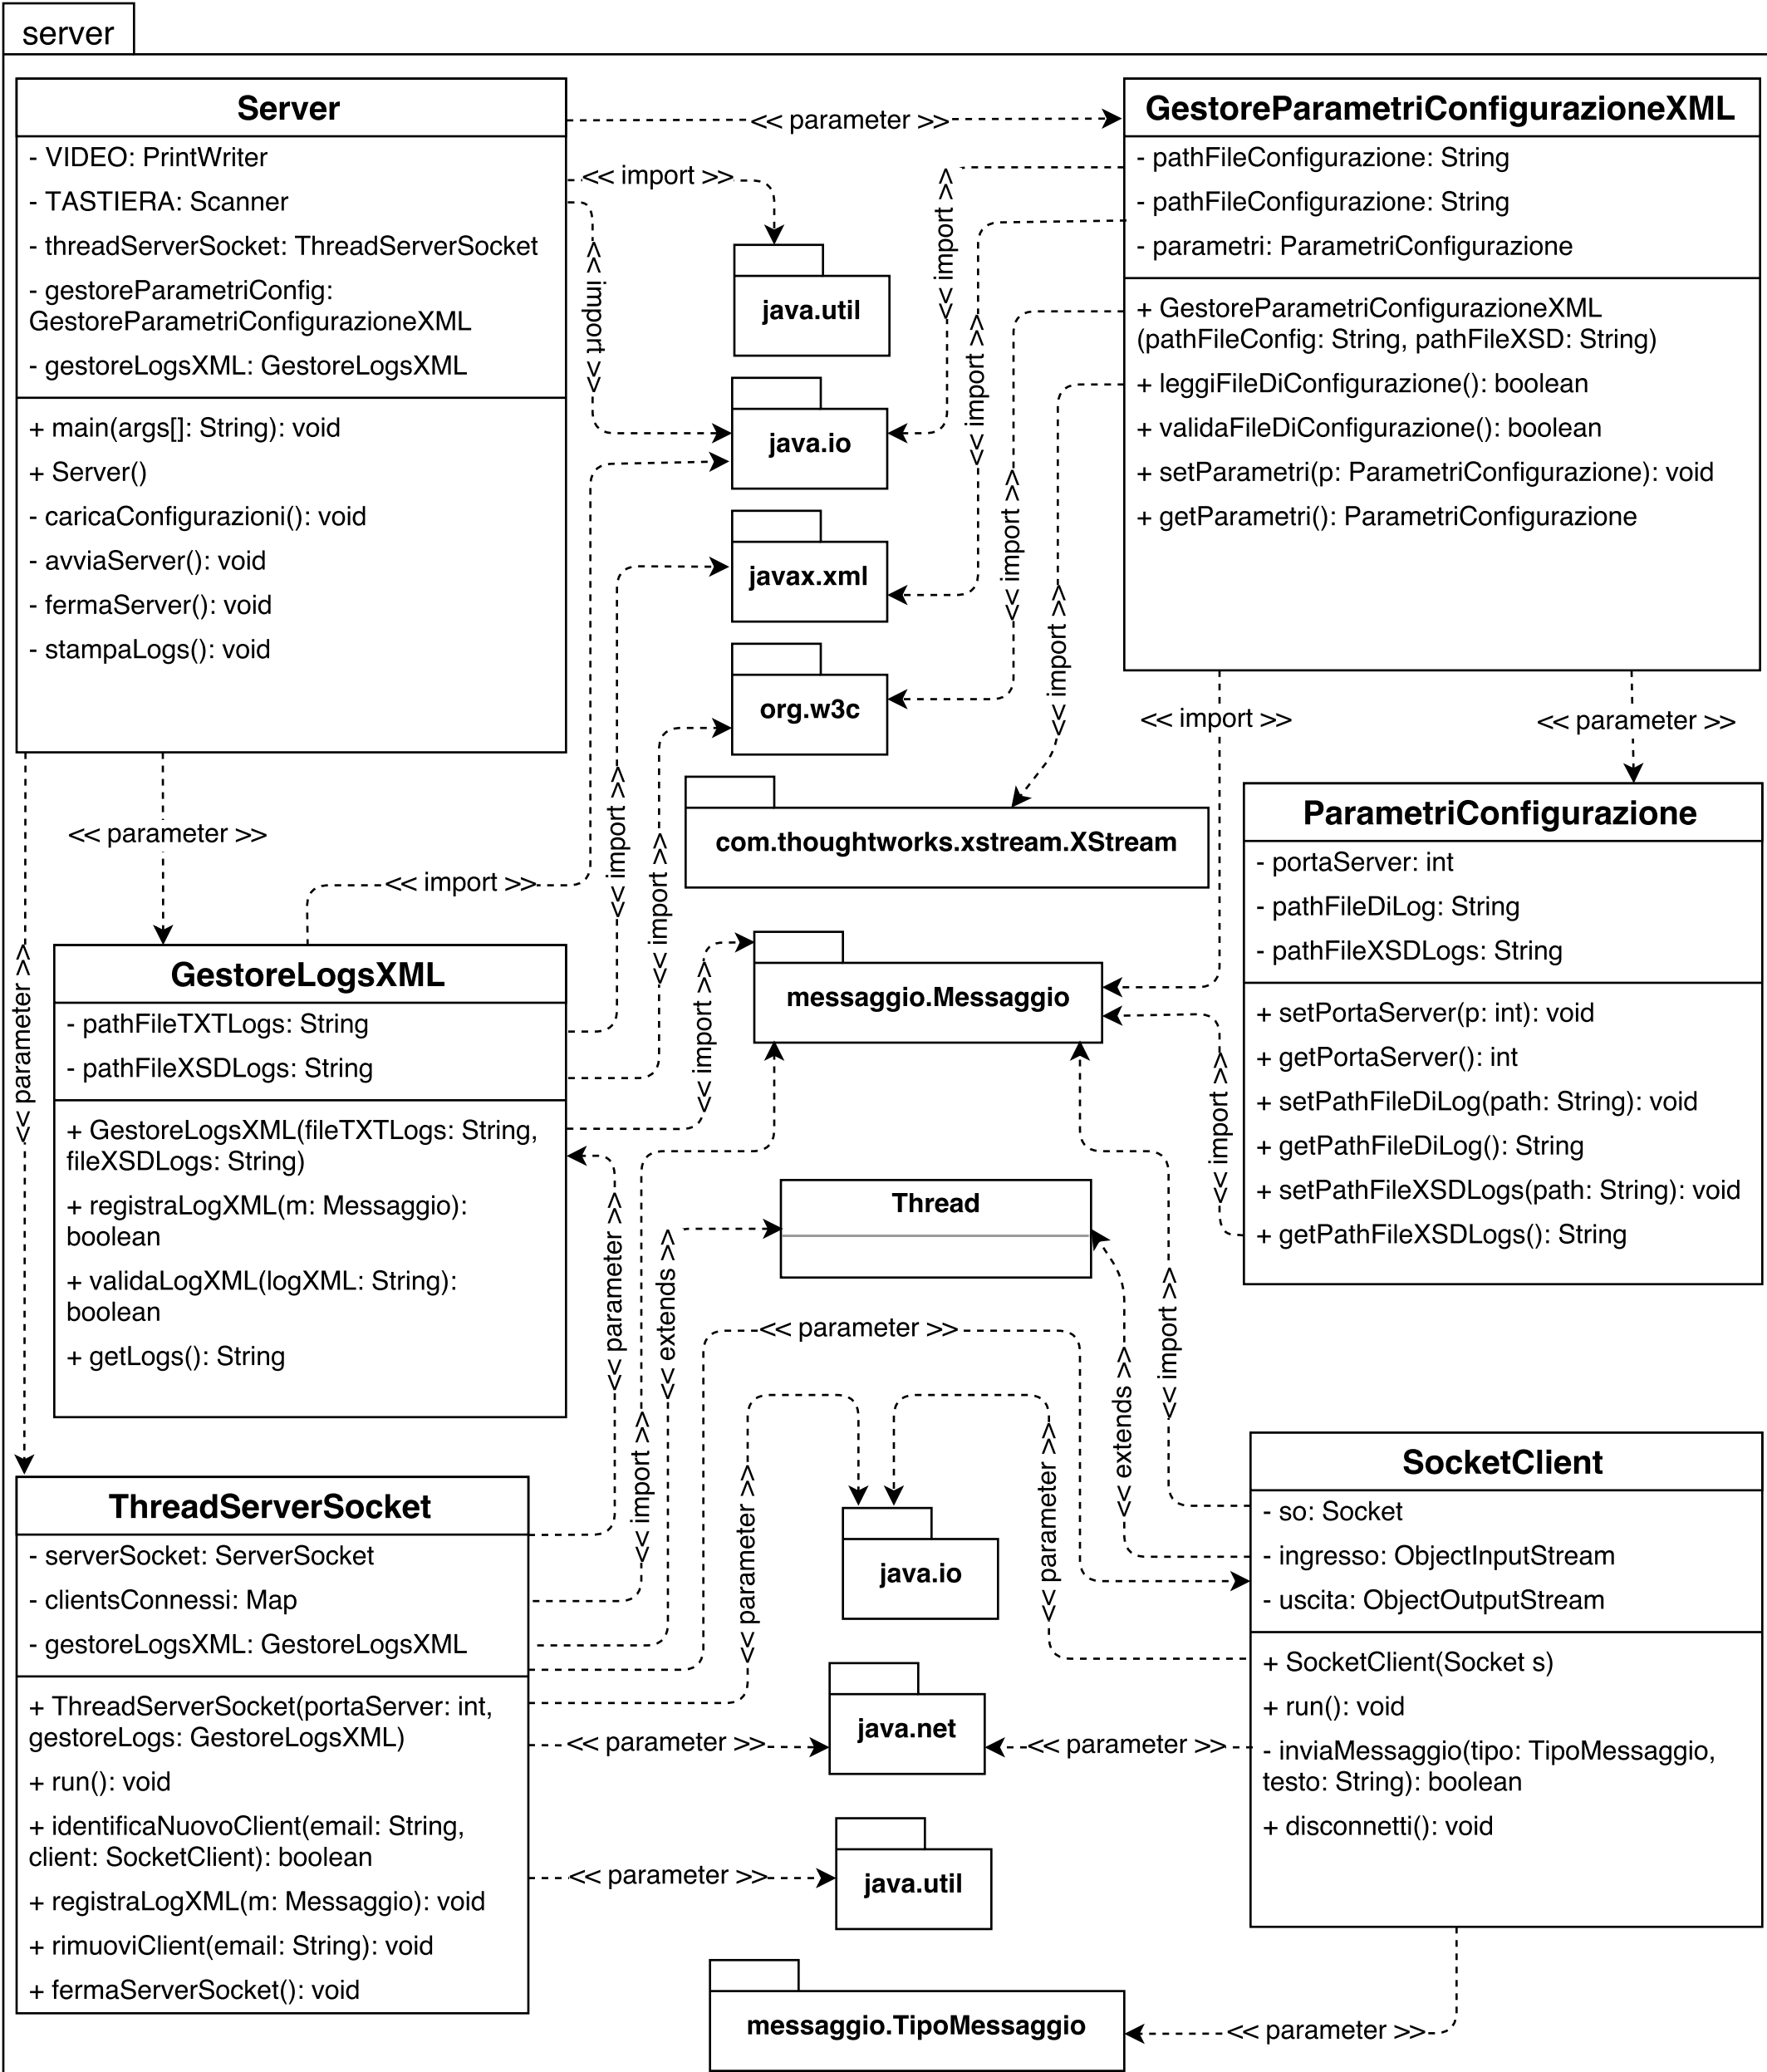 server
Server
- VIDEO: PrintWriter
- TASTIERA: Scanner
- threadServerSocket: ThreadServerSocket
- gestoreParametriConfig:
GestoreParametriConfigurazioneXML
- gestoreLogsXML: GestoreLogsXML
+ main(args[]: String): void
+ Server()
- caricaConfigurazioni(): void
- avviaServer(): void
- fermaServer(): void
- stampaLogs(): void
<< parameter >>
<< import >>
<< import >>
java.util
java.io
javax.xml
org.w3c
com.thoughtworks.xstream.XStream
GestoreParametriConfigurazioneXML
- pathFileConfigurazione: String
- pathFileConfigurazione: String
- parametri: ParametriConfigurazione
+ GestoreParametriConfigurazioneXML
(pathFileConfig: String, pathFileXSD: String)
+ leggiFileDiConfigurazione(): boolean
+ validaFileDiConfigurazione(): boolean
+ setParametri(p: ParametriConfigurazione): void
+ getParametri(): ParametriConfigurazione
<< import >>
<< import >>
<< import >>
<< import >>
<< import >>
<< parameter >>
ParametriConfigurazione
- portaServer: int
- pathFileDiLog: String
- pathFileXSDLogs: String
+ setPortaServer(p: int): void
+ getPortaServer(): int
+ setPathFileDiLog(path: String): void
+ getPathFileDiLog(): String
+ setPathFileXSDLogs(path: String): void
+ getPathFileXSDLogs(): String
<< import >>
<< parameter >>
<< parameter >>
<< import >>
<< import >>
<< import >>
<< import >>
GestoreLogsXML
- pathFileTXTLogs: String
- pathFileXSDLogs: String
+ GestoreLogsXML(fileTXTLogs: String,
fileXSDLogs: String)
+ registraLogXML(m: Messaggio):
boolean
+ validaLogXML(logXML: String):
boolean
+ getLogs(): String
messaggio.Messaggio
Thread
<< parameter >>
<< import >>
<< extends >>
<< parameter >>
<< parameter >>
<< parameter >>
<< extends >>
<< import >>
ThreadServerSocket
- serverSocket: ServerSocket
- clientsConnessi: Map
- gestoreLogsXML: GestoreLogsXML
+ ThreadServerSocket(portaServer: int,
gestoreLogs: GestoreLogsXML)
+ run(): void
+ identificaNuovoClient(email: String,
client: SocketClient): boolean
+ registraLogXML(m: Messaggio): void
+ rimuoviClient(email: String): void
+ fermaServerSocket(): void
java.io
<< parameter >>
java.net
<< parameter >>
<< parameter >>
java.util
messaggio.TipoMessaggio
<< parameter >>
SocketClient
- so: Socket
- ingresso: ObjectInputStream
- uscita: ObjectOutputStream
+ SocketClient(Socket s)
+ run(): void
- inviaMessaggio(tipo: TipoMessaggio,
testo: String): boolean
+ disconnetti(): void